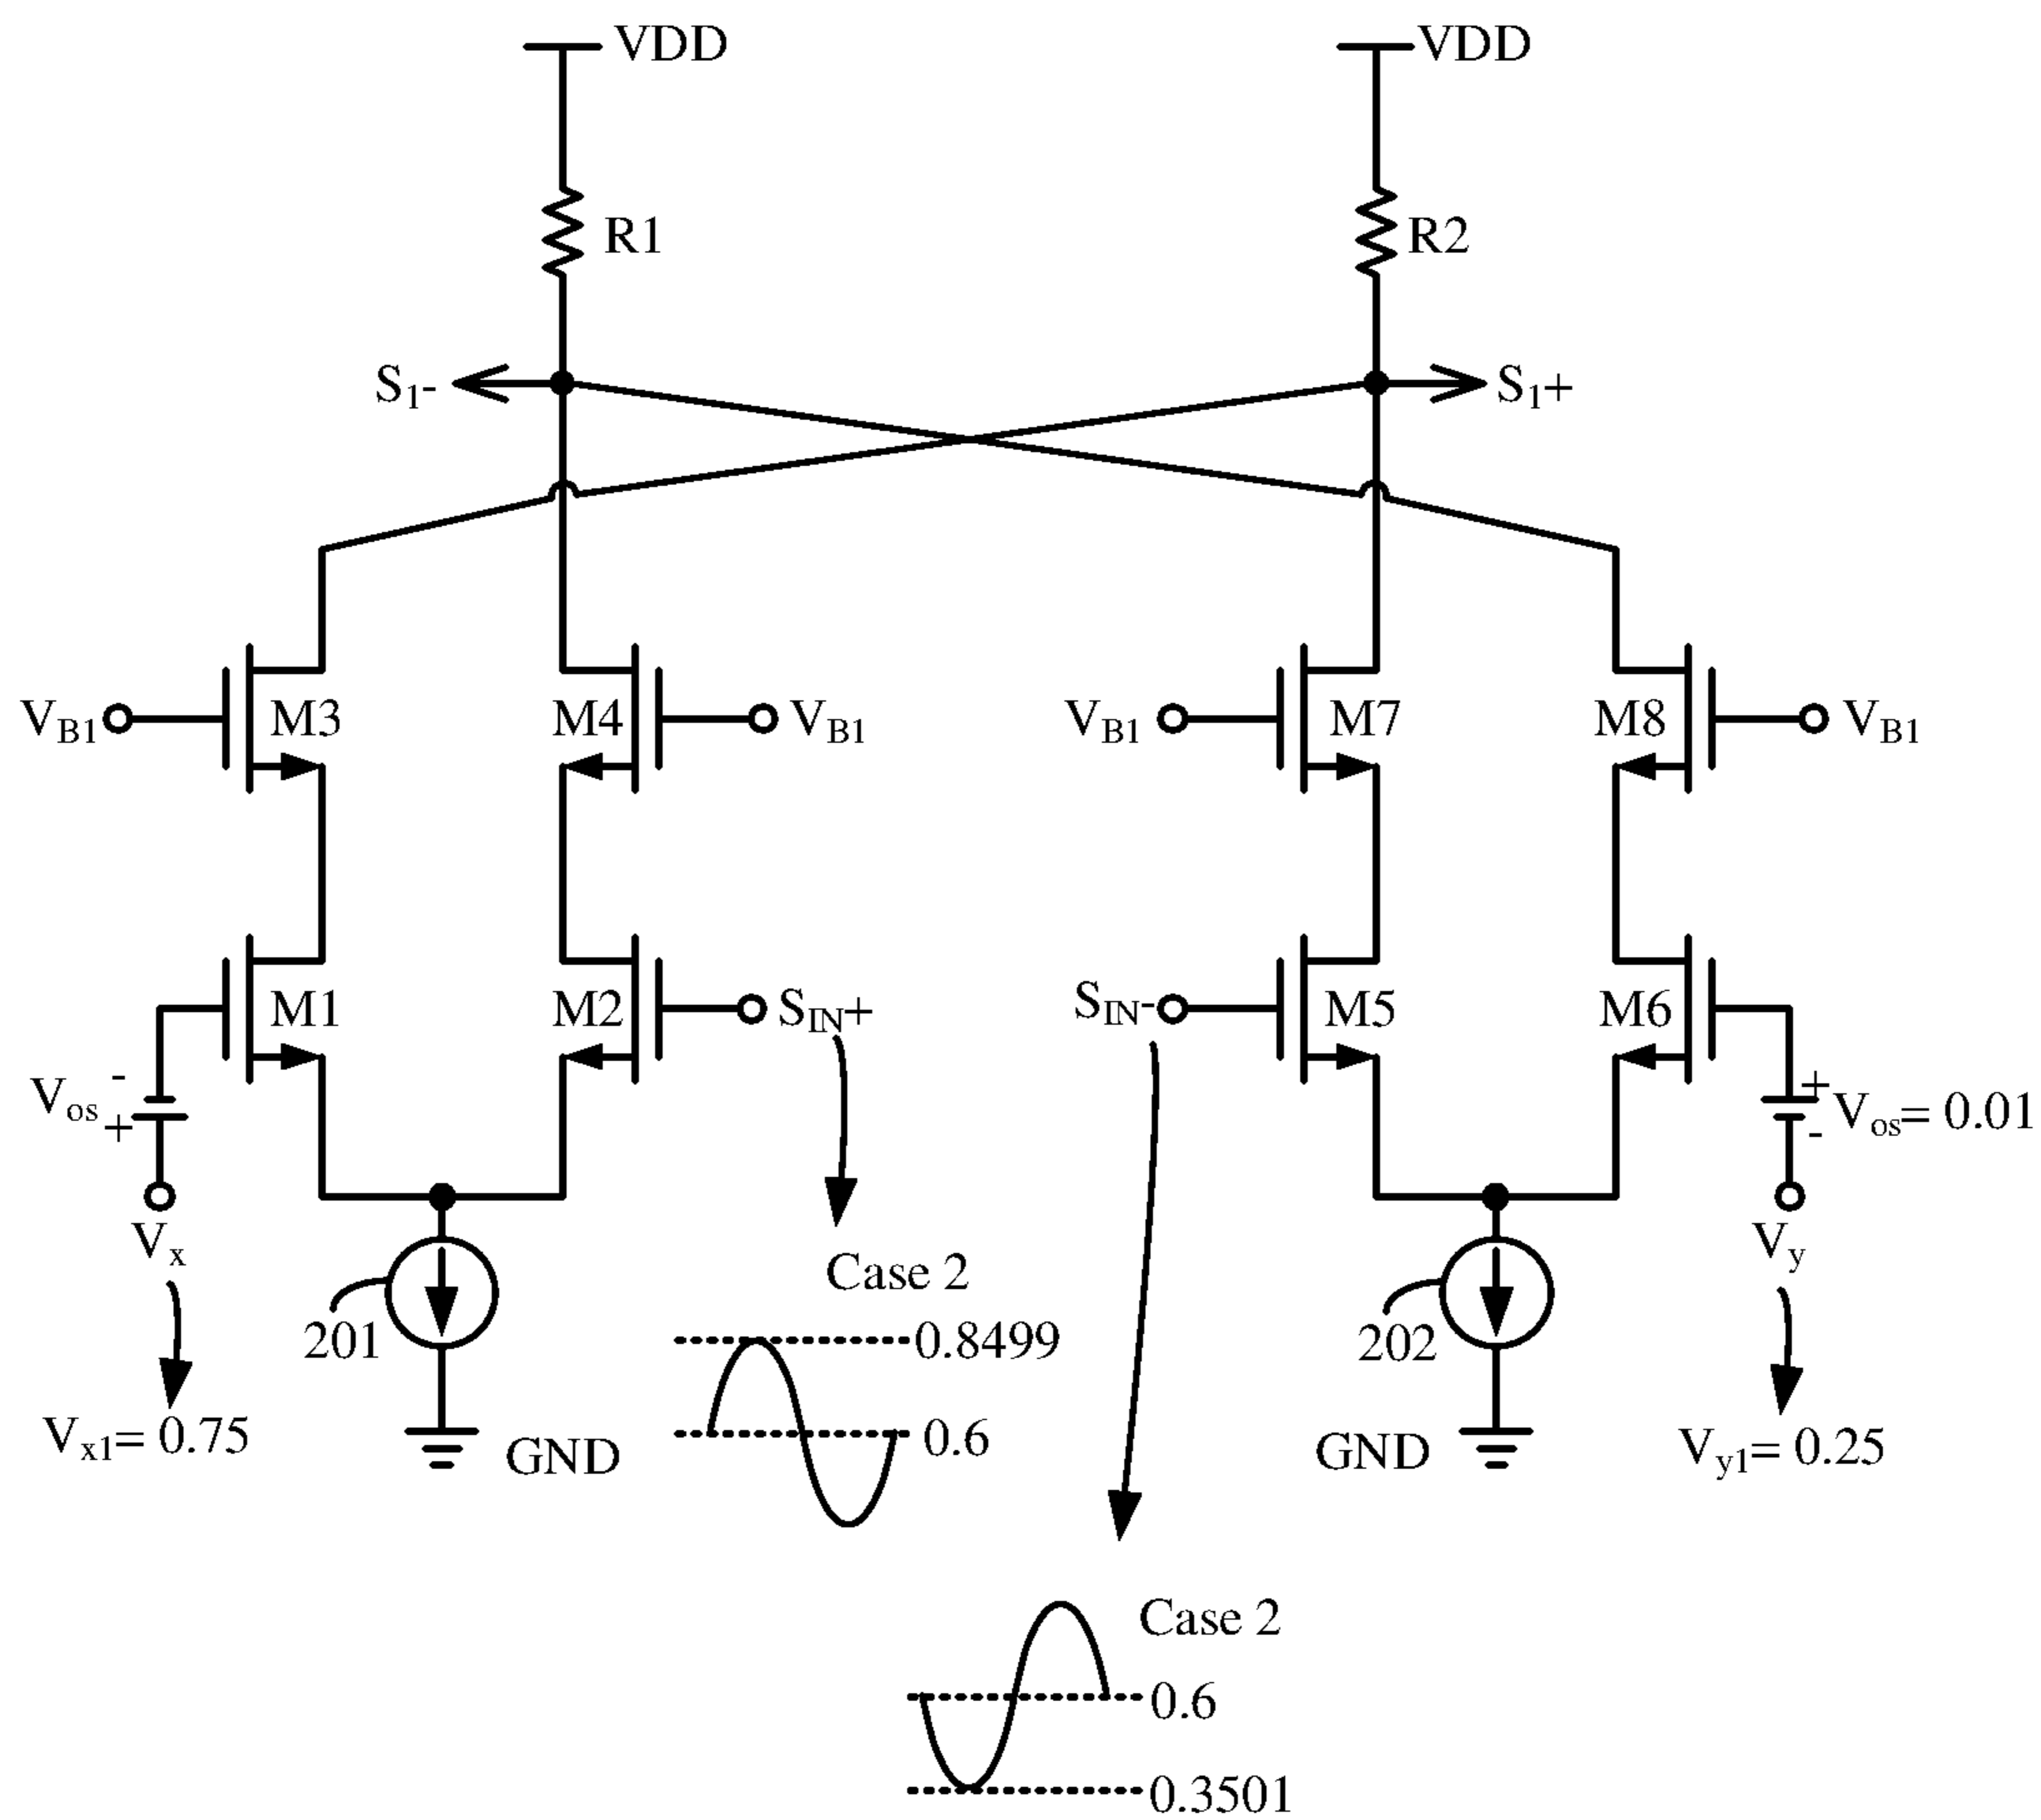 VDD
VDD
R1
R2
S1-
S1+
VB1
M3
M4
VB1
VB1
M7
M8
VB1
M1
M2
SIN+
SIN-
M5
M6
-
Vos
+
+
Vos= 0.01
-
Vx
Vy
Case 2
201
0.8499
202
Vx1= 0.75
GND
0.6
GND
Vy1= 0.25
Case 2
0.6
0.3501